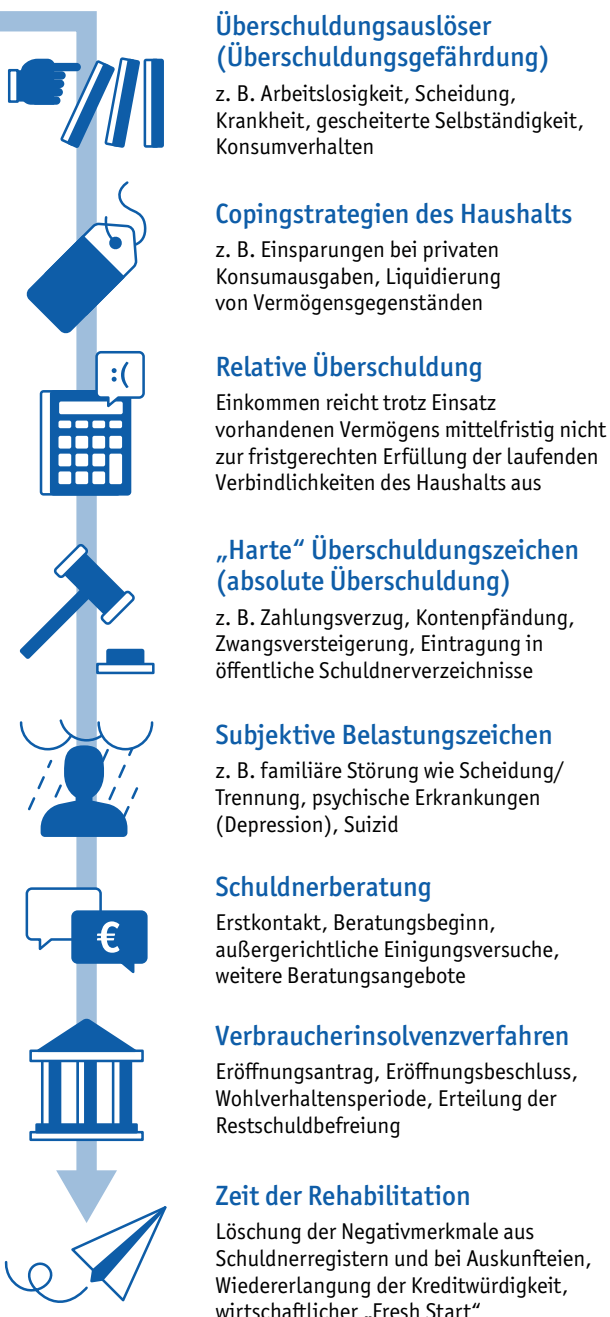 Überschuldungsauslöser
(Überschuldungsgefährdung)
z. B. Arbeitslosigkeit, Scheidung,
Krankheit, gescheiterte Selbständigkeit,
Konsumverhalten
Copingstrategien des Haushalts
z. B. Einsparungen bei privaten
Konsumausgaben, Liquidierung
von Vermögensgegenständen
:(
Relative Überschuldung
Einkommen reicht trotz Einsatz
vorhandenen Vermögens mittelfristig nicht
zur fristgerechten Erfüllung der laufenden
Verbindlichkeiten des Haushalts aus
„Harte“ Überschuldungszeichen
(absolute Überschuldung)
z. B. Zahlungsverzug, Kontenpfändung,
Zwangsversteigerung, Eintragung in
öffentliche Schuldnerverzeichnisse
Subjektive Belastungszeichen
z. B. familiäre Störung wie Scheidung/
Trennung, psychische Erkrankungen
(Depression), Suizid
€
Schuldnerberatung
Erstkontakt, Beratungsbeginn,
außergerichtliche Einigungsversuche,
weitere Beratungsangebote
Verbraucherinsolvenzverfahren
Eröffnungsantrag, Eröffnungsbeschluss,
Wohlverhaltensperiode, Erteilung der
Restschuldbefreiung
Zeit der Rehabilitation
Löschung der Negativmerkmale aus
Schuldnerregistern und bei Auskunfteien,
Wiedererlangung der Kreditwürdigkeit,
wirtschaftlicher „Fresh Start“